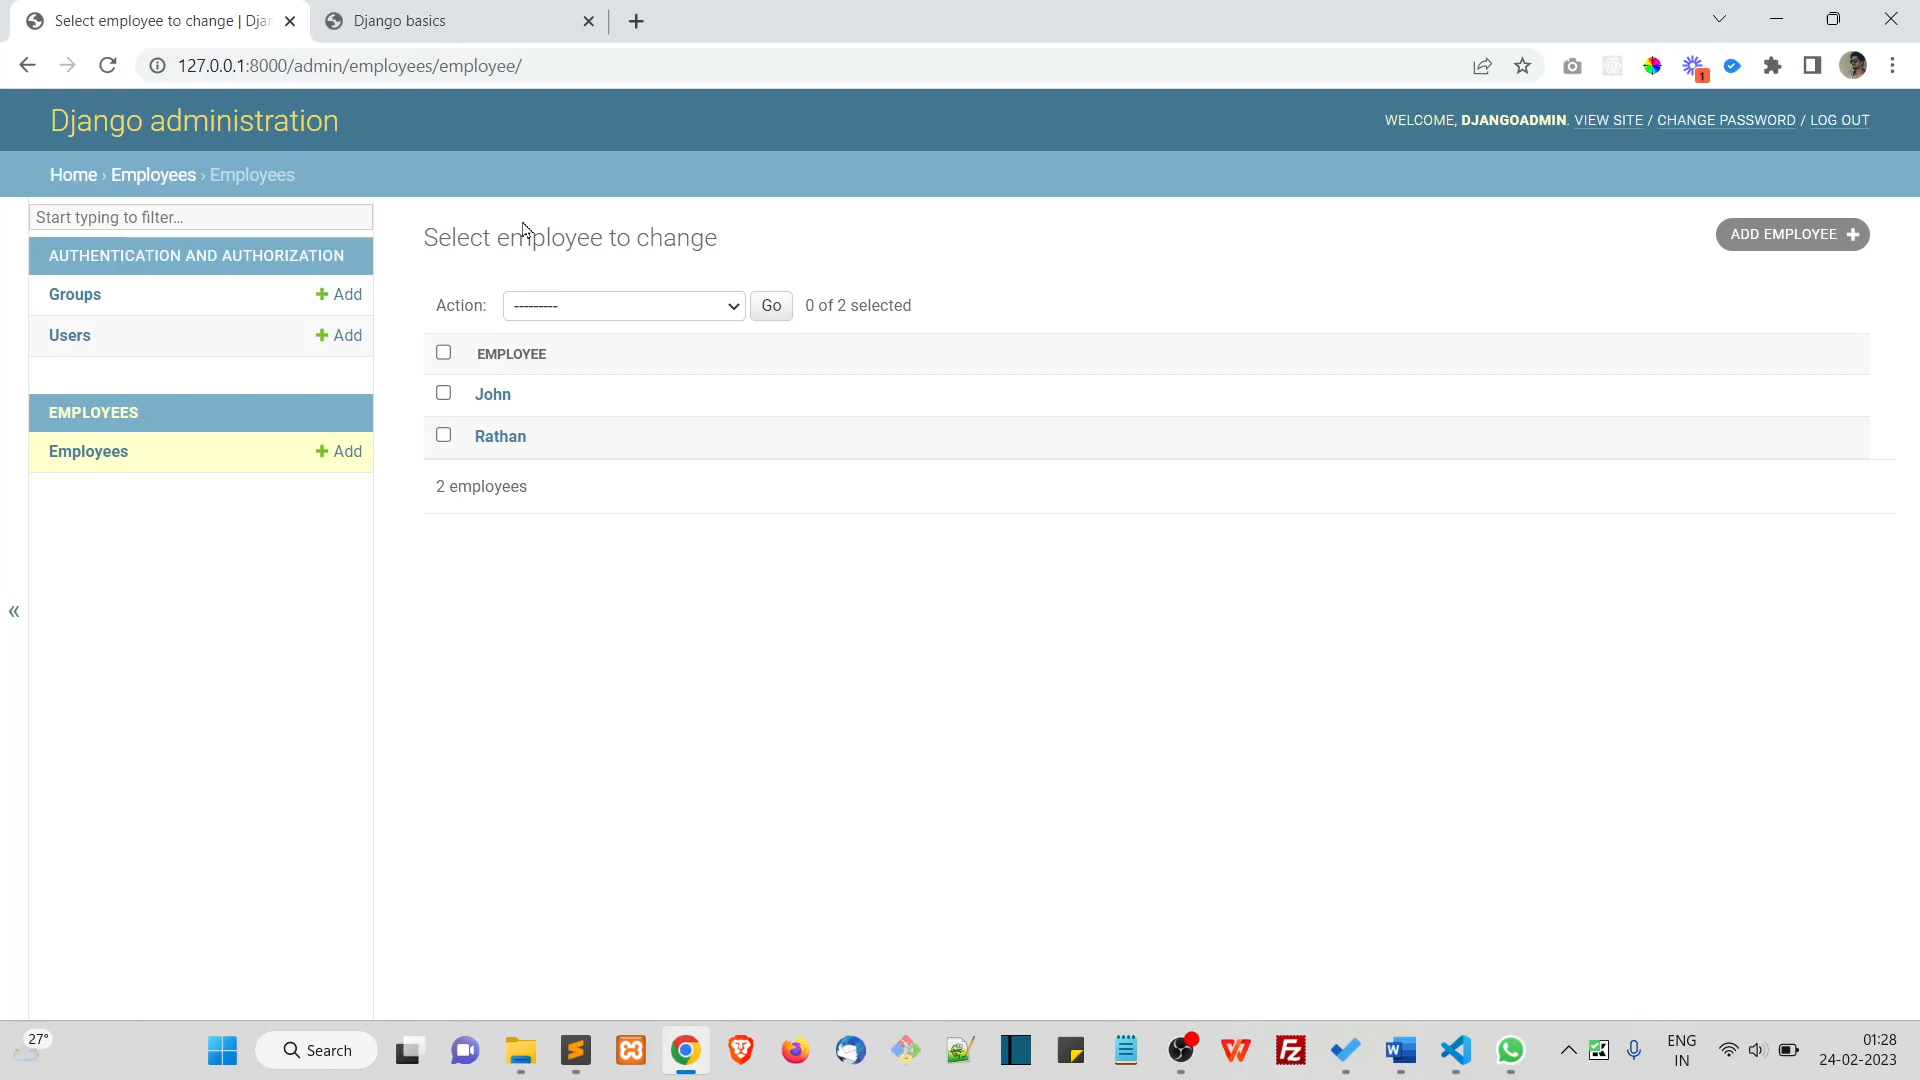 Select employee to change | Djan
Django basics
127.0.0.1:8000/admin/employees/employee/
1
Django administration
WELCOME, DJANGOADMIN. VIEW SITE / CHANGE PASSWORD / LOG OUT
Home › Employees › Employees
Start typing to filter...
AUTHENTICATION AND AUTHORIZATION
Groups + Add
Users + Add
EMPLOYEES
Employees + Add
«
Select employee to change
ADD EMPLOYEE +
Action: --------- Go 0 of 2 selected
EMPLOYEE
John
Rathan
2 employees
27°
Search
ENG
IN
01:28
24-02-2023